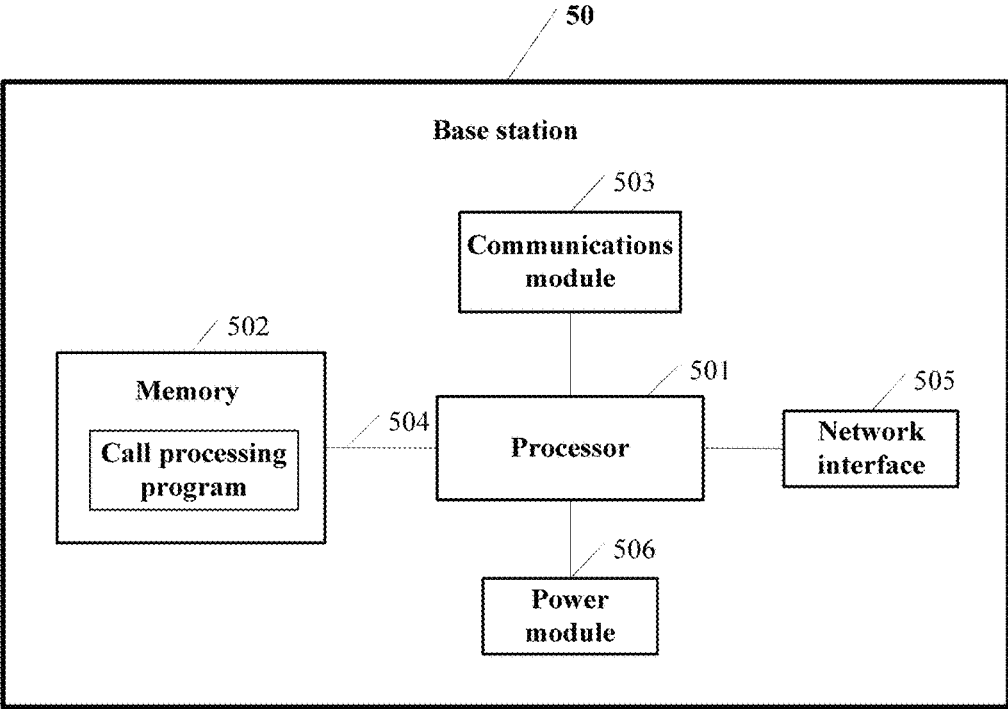 50
Base station
503
Communications
module
502
Memory
Call processing
program
504
501
Processor
505
Network
interface
506
Power
module